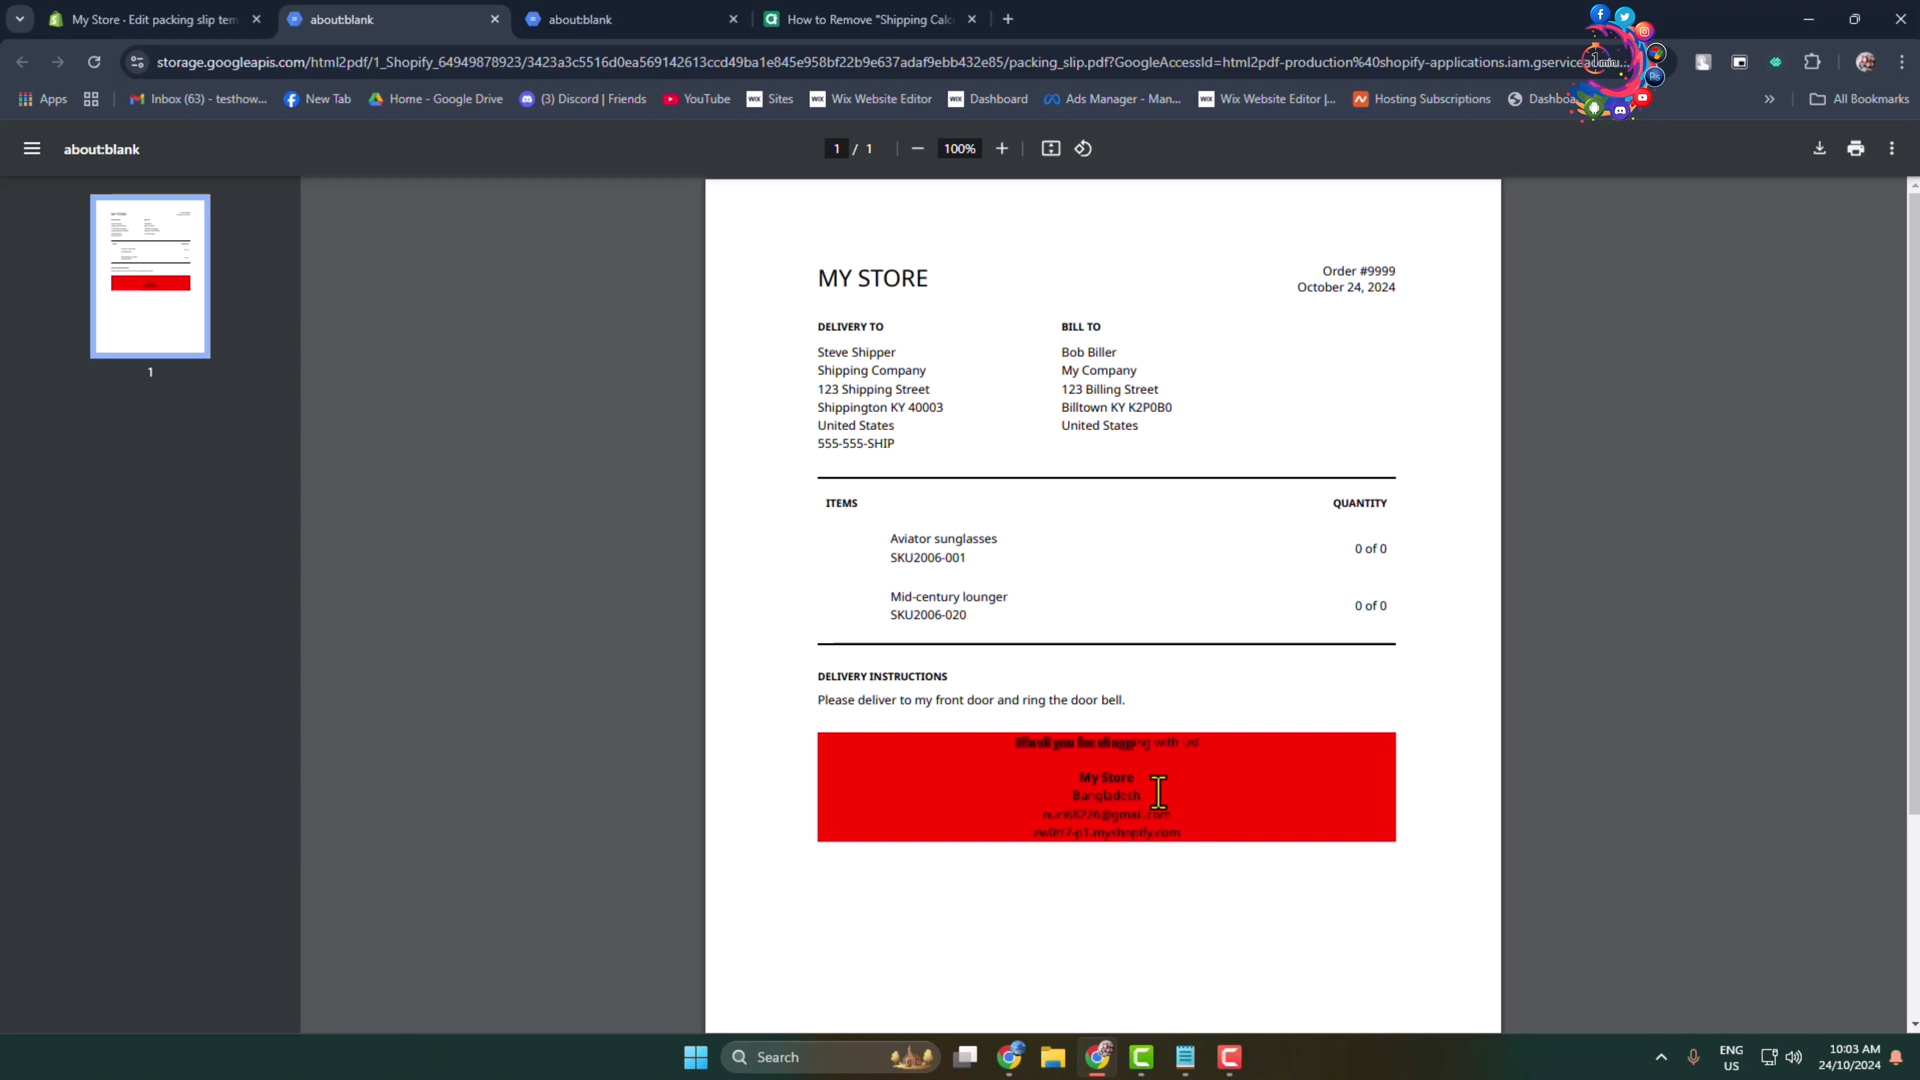 My Store · Edit packing slip tem
about:blank
about:blank
How to Remove "Shipping Calc
storage.googleapis.com/html2pdf/1_Shopify_64949878923/3423a3c5516d0ea569142613ccd49ba1e845e958bf22b9e637adaf9ebb432e85/packing_slip.pdf?GoogleAccessId=html2pdf-production%40shopify-applications.iam.gservice
Apps
Inbox (63) - testhow...
New Tab
Home - Google Drive
(3) Discord | Friends
YouTube
Sites
Wix Website Editor
Dashboard
Ads Manager - Man...
Wix Website Editor |...
Hosting Subscriptions
Dashboa
All Bookmarks
about:blank
1 / 1
100%
1
MY STORE
Order #9999
October 24, 2024
DELIVERY TO
Steve Shipper
Shipping Company
123 Shipping Street
Shippington KY 40003
United States
555-555-SHIP
BILL TO
Bob Biller
My Company
123 Billing Street
Billtown KY K2P0B0
United States
ITEMS
QUANTITY
Aviator sunglasses
SKU2006-001
0 of 0
Mid-century lounger
SKU2006-020
0 of 0
DELIVERY INSTRUCTIONS
Please deliver to my front door and ring the door bell.
Thank you for shopping with us!
My Store
Bangladesh
Search
ENG
US
10:03 AM
24/10/2024